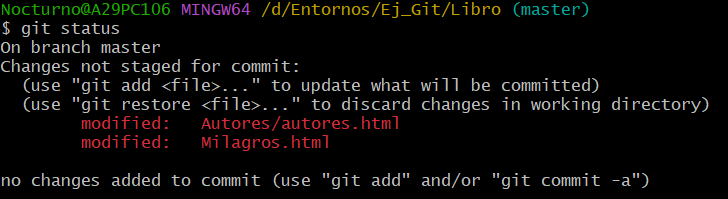 Nocturno@A29PC106 MINGW64 /d/Entornos/Ej_Git/Libro (master)
$ git status
On branch master
Changes not staged for commit:
  (use "git add <file>..." to update what will be committed)
  (use "git restore <file>..." to discard changes in working directory)
        modified:   Autores/autores.html
        modified:   Milagros.html

no changes added to commit (use "git add" and/or "git commit -a")